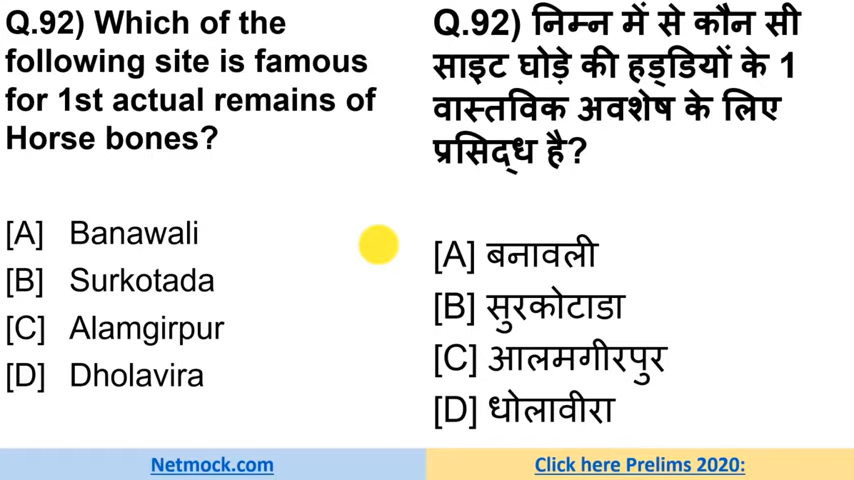 Q.92) Which of the
following site is famous
for 1st actual remains of
Horse bones?
[A] Banawali
[B] Surkotada
[C] Alamgirpur
[D] Dholavira
Q.92) निम्न में से कौन सी
साइट घोड़े की हड्डियों के 1
वास्तविक अवशेष के लिए
प्रसिद्ध है?
[A] बनावली
[B] सुरकोटाडा
[C] आलमगीरपुर
[D] धोलावीरा
Netmock.com
Click here Prelims 2020: